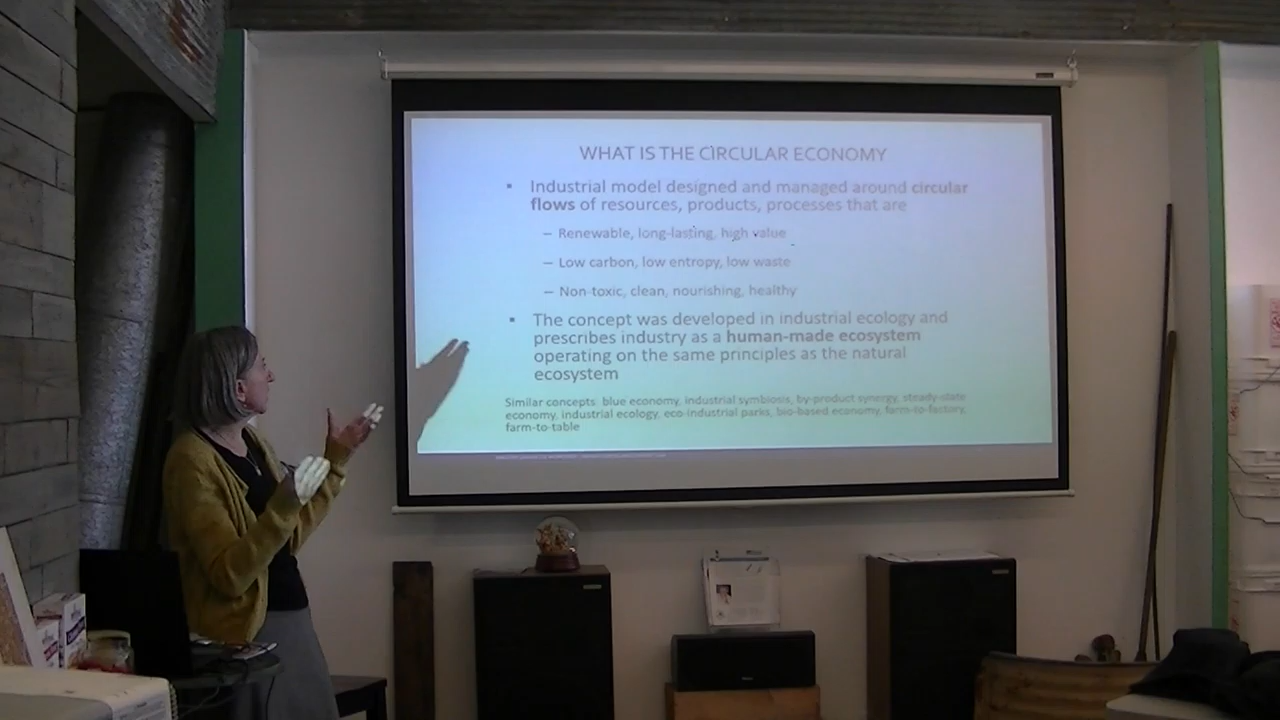 WHAT IS THE CIRCULAR ECONOMY
▪ Industrial model designed and managed around circular
flows of resources, products, processes that are
– Renewable, long-lasting, high value
– Low carbon, low entropy, low waste
– Non-toxic, clean, nourishing, healthy
▪ The concept was developed in industrial ecology and
prescribes industry as a human-made ecosystem
operating on the same principles as the natural
ecosystem
Similar concepts blue economy, industrial symbiosis, by-product synergy, steady-state
economy, industrial ecology, eco-industrial parks, bio-based economy, farm-to-factory,
farm-to-table